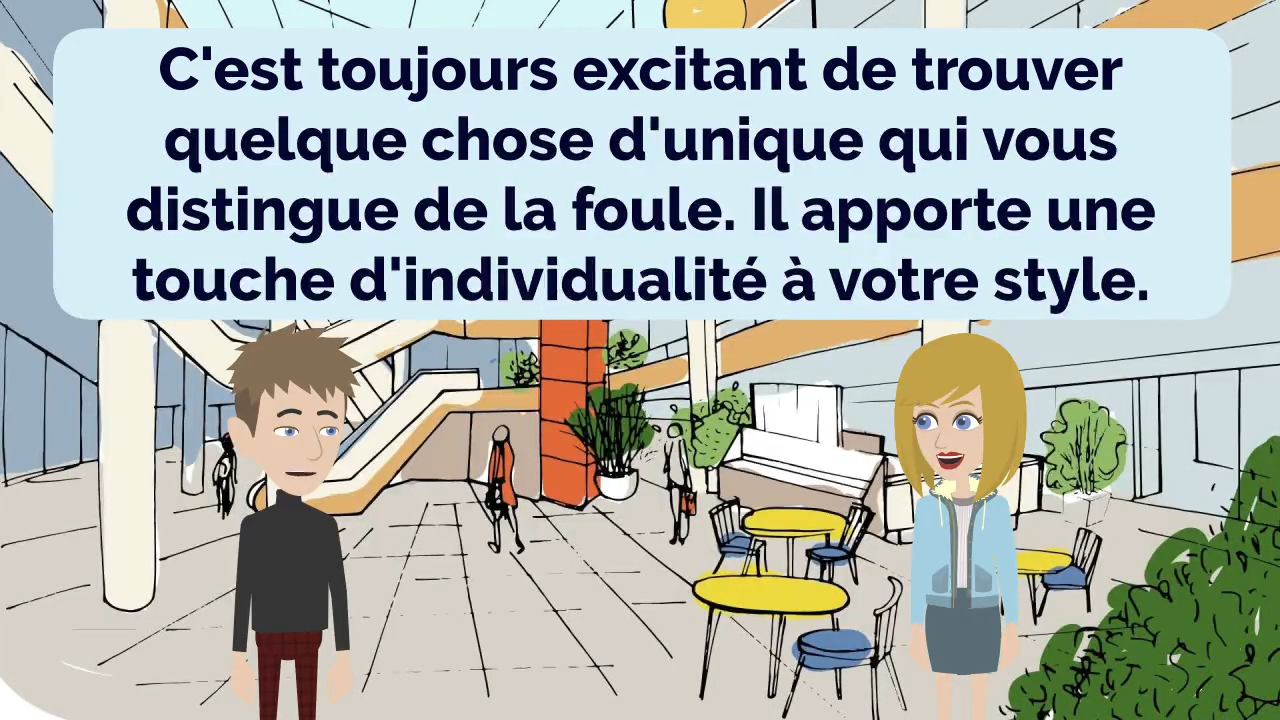 C'est toujours excitant de trouver
quelque chose d'unique qui vous
distingue de la foule. Il apporte une
touche d'individualité à votre style.